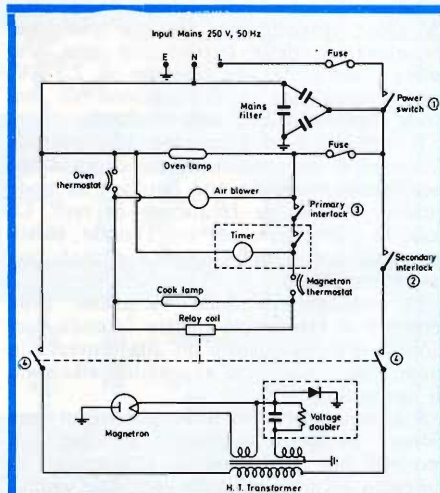 Input Mains 250 V, 50 Hz
E N L
Fuse
Mains
filter
Power
switch ①
Oven
thermostat
Oven lamp
Fuse
Air blower
Primary
interlock ③
Timer
Secondary
interlock
②
Magnetron
thermostat
Cook lamp
Relay coil
④ ④
Magnetron
Voltage
doubler
H. T. Transformer